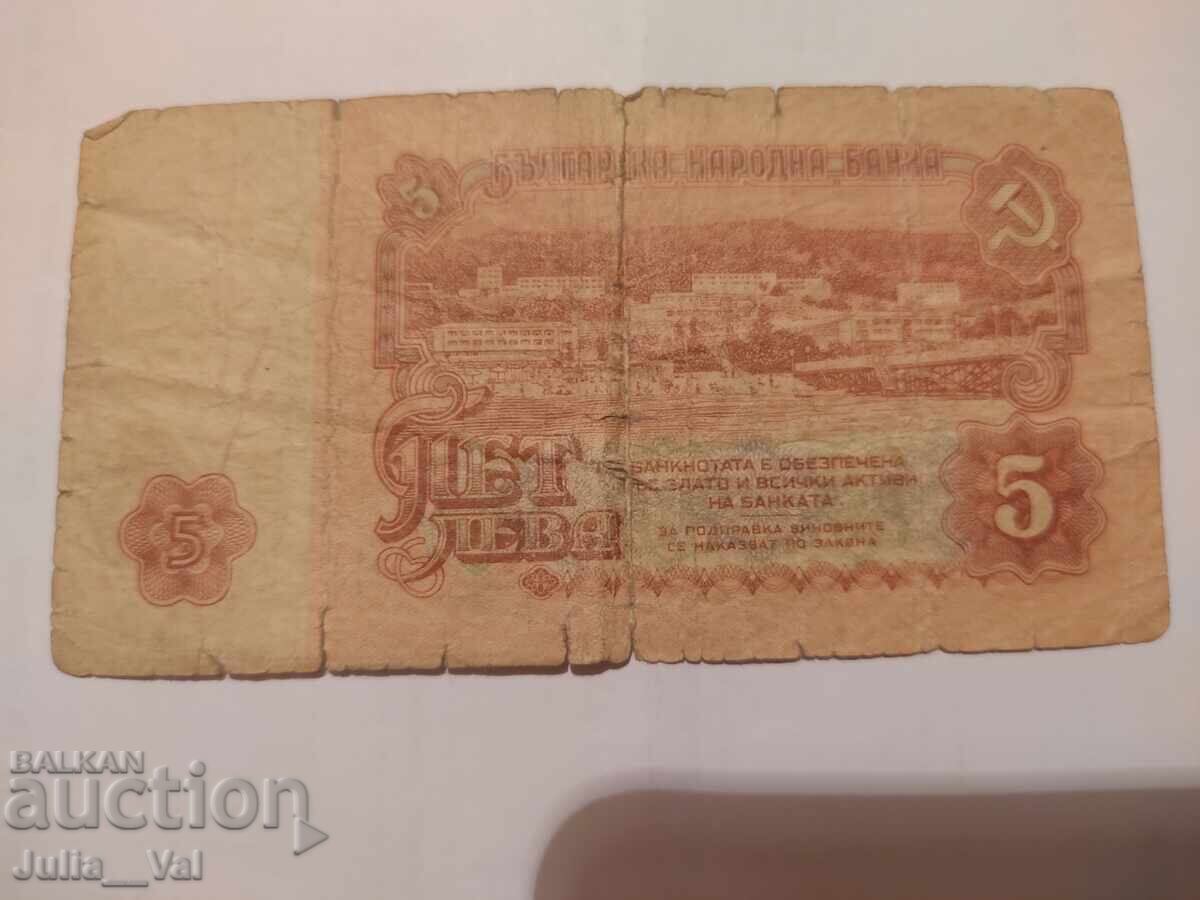 БЪЛГАРСКА НАРОДНА БАНКА
5
ПЕТ
ЛЕВА
БАНКНОТАТА Е ОБЕЗПЕЧЕНА
СЪС ЗЛАТО И ВСИЧКИ АКТИВИ
НА БАНКАТА
ЗА ПОДПРАВКА ВИНОВНИТЕ
СЕ НАКАЗВАТ ПО ЗАКОНА
5
5
BALKAN
auction
Julia__Val